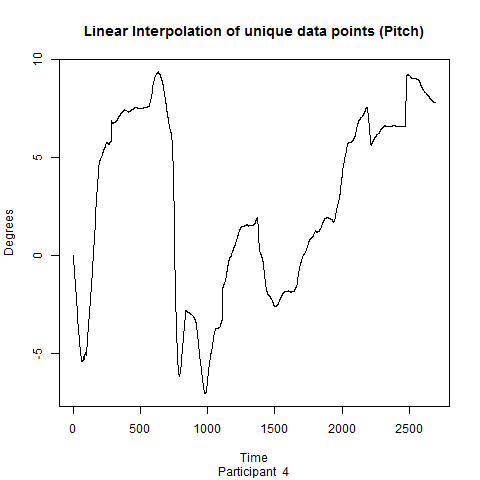 Linear Interpolation of unique data points (Pitch)
10
5
0
-5
Degrees
0 500 1000 1500 2000 2500
Time
Participant 4